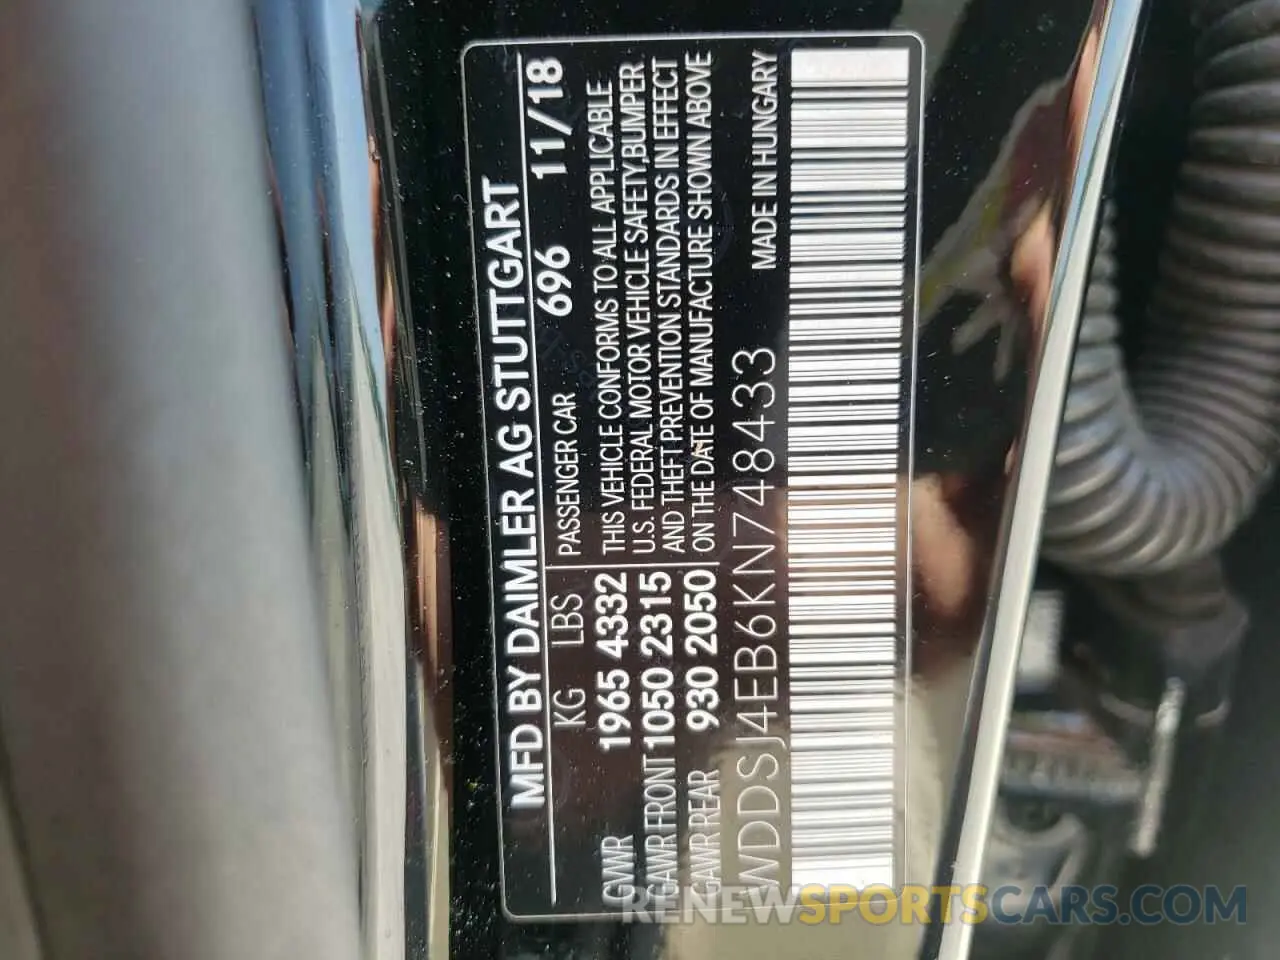 MFD BY DAIMLER AG STUTTGART
KG LBS PASSENGER CAR 696 11/18
GVWR 1965 4332 THIS VEHICLE CONFORMS TO ALL APPLICABLE
GAWR FRONT 1050 2315 U.S. FEDERAL MOTOR VEHICLE SAFETY,BUMPER
AND THEFT PREVENTION STANDARDS IN EFFECT
GAWR REAR 930 2050 ON THE DATE OF MANUFACTURE SHOWN ABOVE
WDDSJ4EB6KN748433 MADE IN HUNGARY
RENEWSPORTSCARS.COM